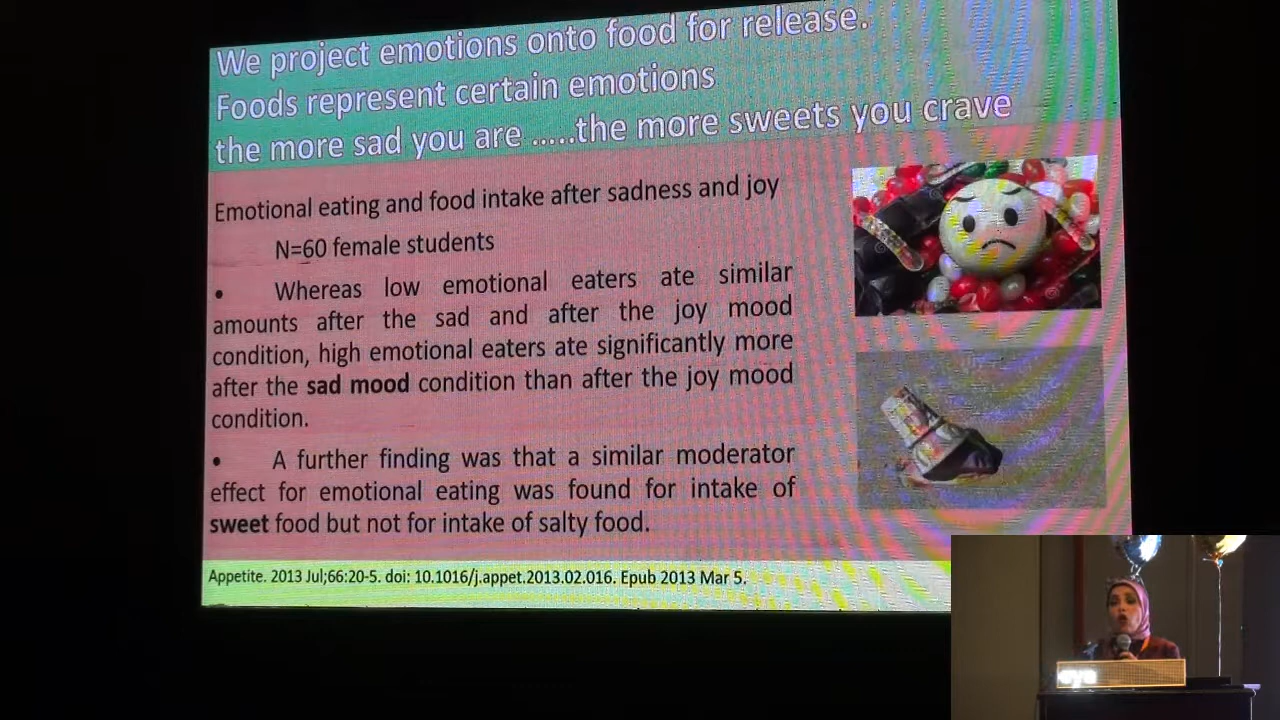 We project emotions onto food for release.
Foods represent certain emotions
the more sad you are .....the more sweets you crave
Emotional eating and food intake after sadness and joy
N=60 female students
• Whereas low emotional eaters ate similar
amounts after the sad and after the joy mood
condition, high emotional eaters ate significantly more
after the sad mood condition than after the joy mood
condition.
• A further finding was that a similar moderator
effect for emotional eating was found for intake of
sweet food but not for intake of salty food.
Appetite. 2013 Jul;66:20-5. doi: 10.1016/j.appet.2013.02.016. Epub 2013 Mar 5.